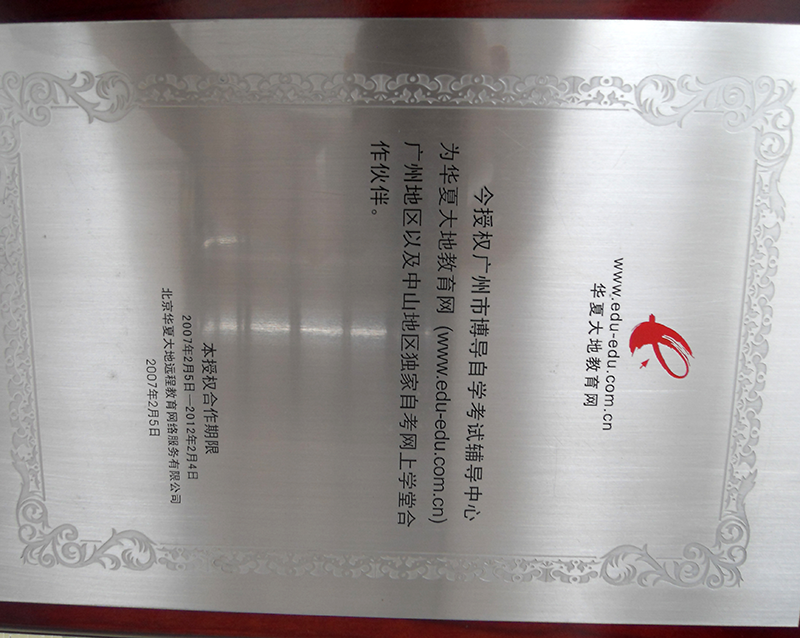 www.edu-edu.com.cn
华夏大地教育网
今授权广州市博导自学考试辅导中心
为华夏大地教育网 (www.edu-edu.com.cn)
广州地区以及中山地区独家自考网上学堂合
作伙伴。
本授权合作期限
2007年2月5日—2012年2月4日
北京华夏大地远程教育网络服务有限公司
2007年2月5日